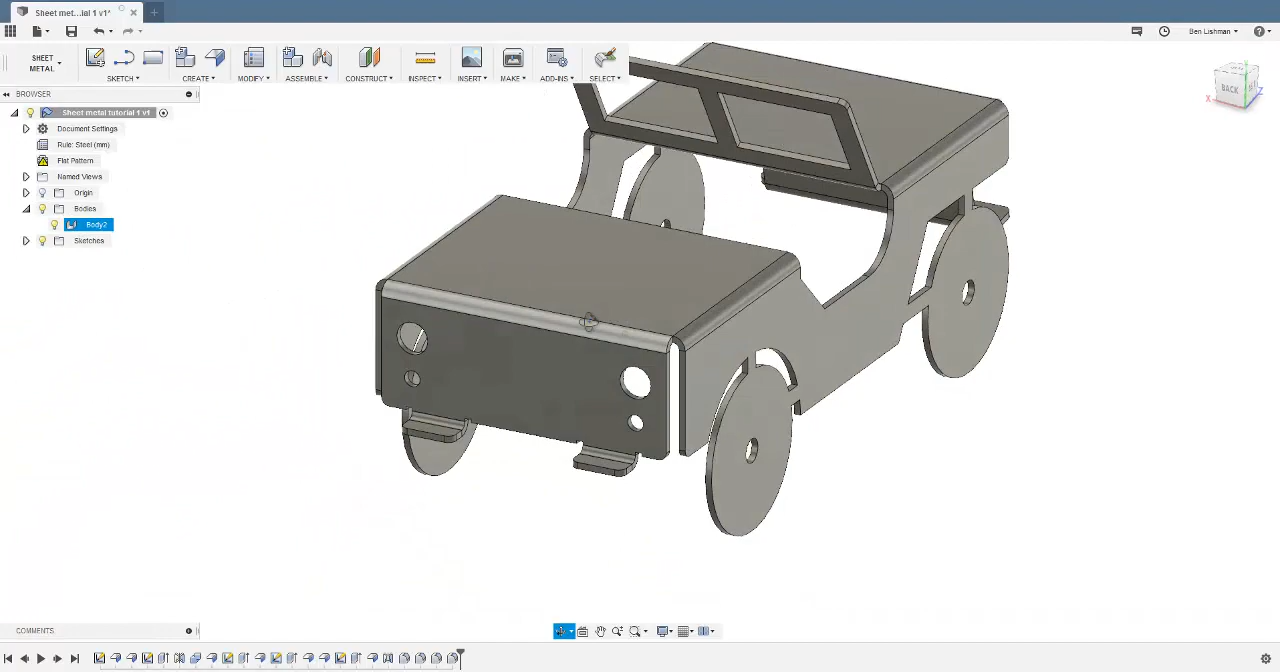 Sheet met...ial 1 v1*
Ben Lishman
SHEET
METAL
SKETCH
CREATE
MODIFY
ASSEMBLE
CONSTRUCT
INSPECT
INSERT
MAKE
ADD-INS
SELECT
BROWSER
Sheet metal tutorial 1 v1
Document Settings
Rule: Steel (mm)
Flat Pattern
Named Views
Origin
Bodies
Body2
Sketches
BACK
X
Z
COMMENTS